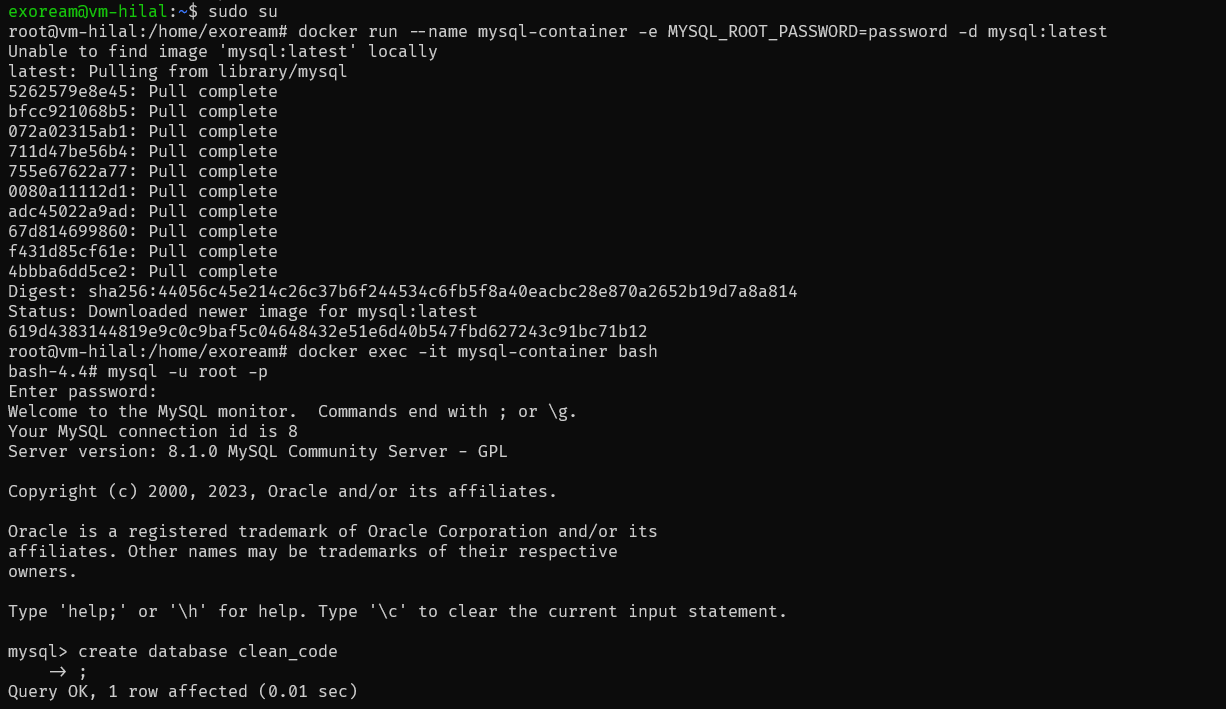 exoream@vm-hilal:~$ sudo su
root@vm-hilal:/home/exoream# docker run --name mysql-container -e MYSQL_ROOT_PASSWORD=password -d mysql:latest
Unable to find image 'mysql:latest' locally
latest: Pulling from library/mysql
5262579e8e45: Pull complete
bfcc921068b5: Pull complete
072a02315ab1: Pull complete
711d47be56b4: Pull complete
755e67622a77: Pull complete
0080a11112d1: Pull complete
adc45022a9ad: Pull complete
67d814699860: Pull complete
f431d85cf61e: Pull complete
4bbba6dd5ce2: Pull complete
Digest: sha256:44056c45e214c26c37b6f244534c6fb5f8a40eacbc28e870a2652b19d7a8a814
Status: Downloaded newer image for mysql:latest
619d4383144819e9c0c9baf5c04648432e51e6d40b547fbd627243c91bc71b12
root@vm-hilal:/home/exoream# docker exec -it mysql-container bash
bash-4.4# mysql -u root -p
Enter password:
Welcome to the MySQL monitor.  Commands end with ; or \g.
Your MySQL connection id is 8
Server version: 8.1.0 MySQL Community Server - GPL

Copyright (c) 2000, 2023, Oracle and/or its affiliates.

Oracle is a registered trademark of Oracle Corporation and/or its
affiliates. Other names may be trademarks of their respective
owners.

Type 'help;' or '\h' for help. Type '\c' to clear the current input statement.

mysql> create database clean_code
    -> ;
Query OK, 1 row affected (0.01 sec)